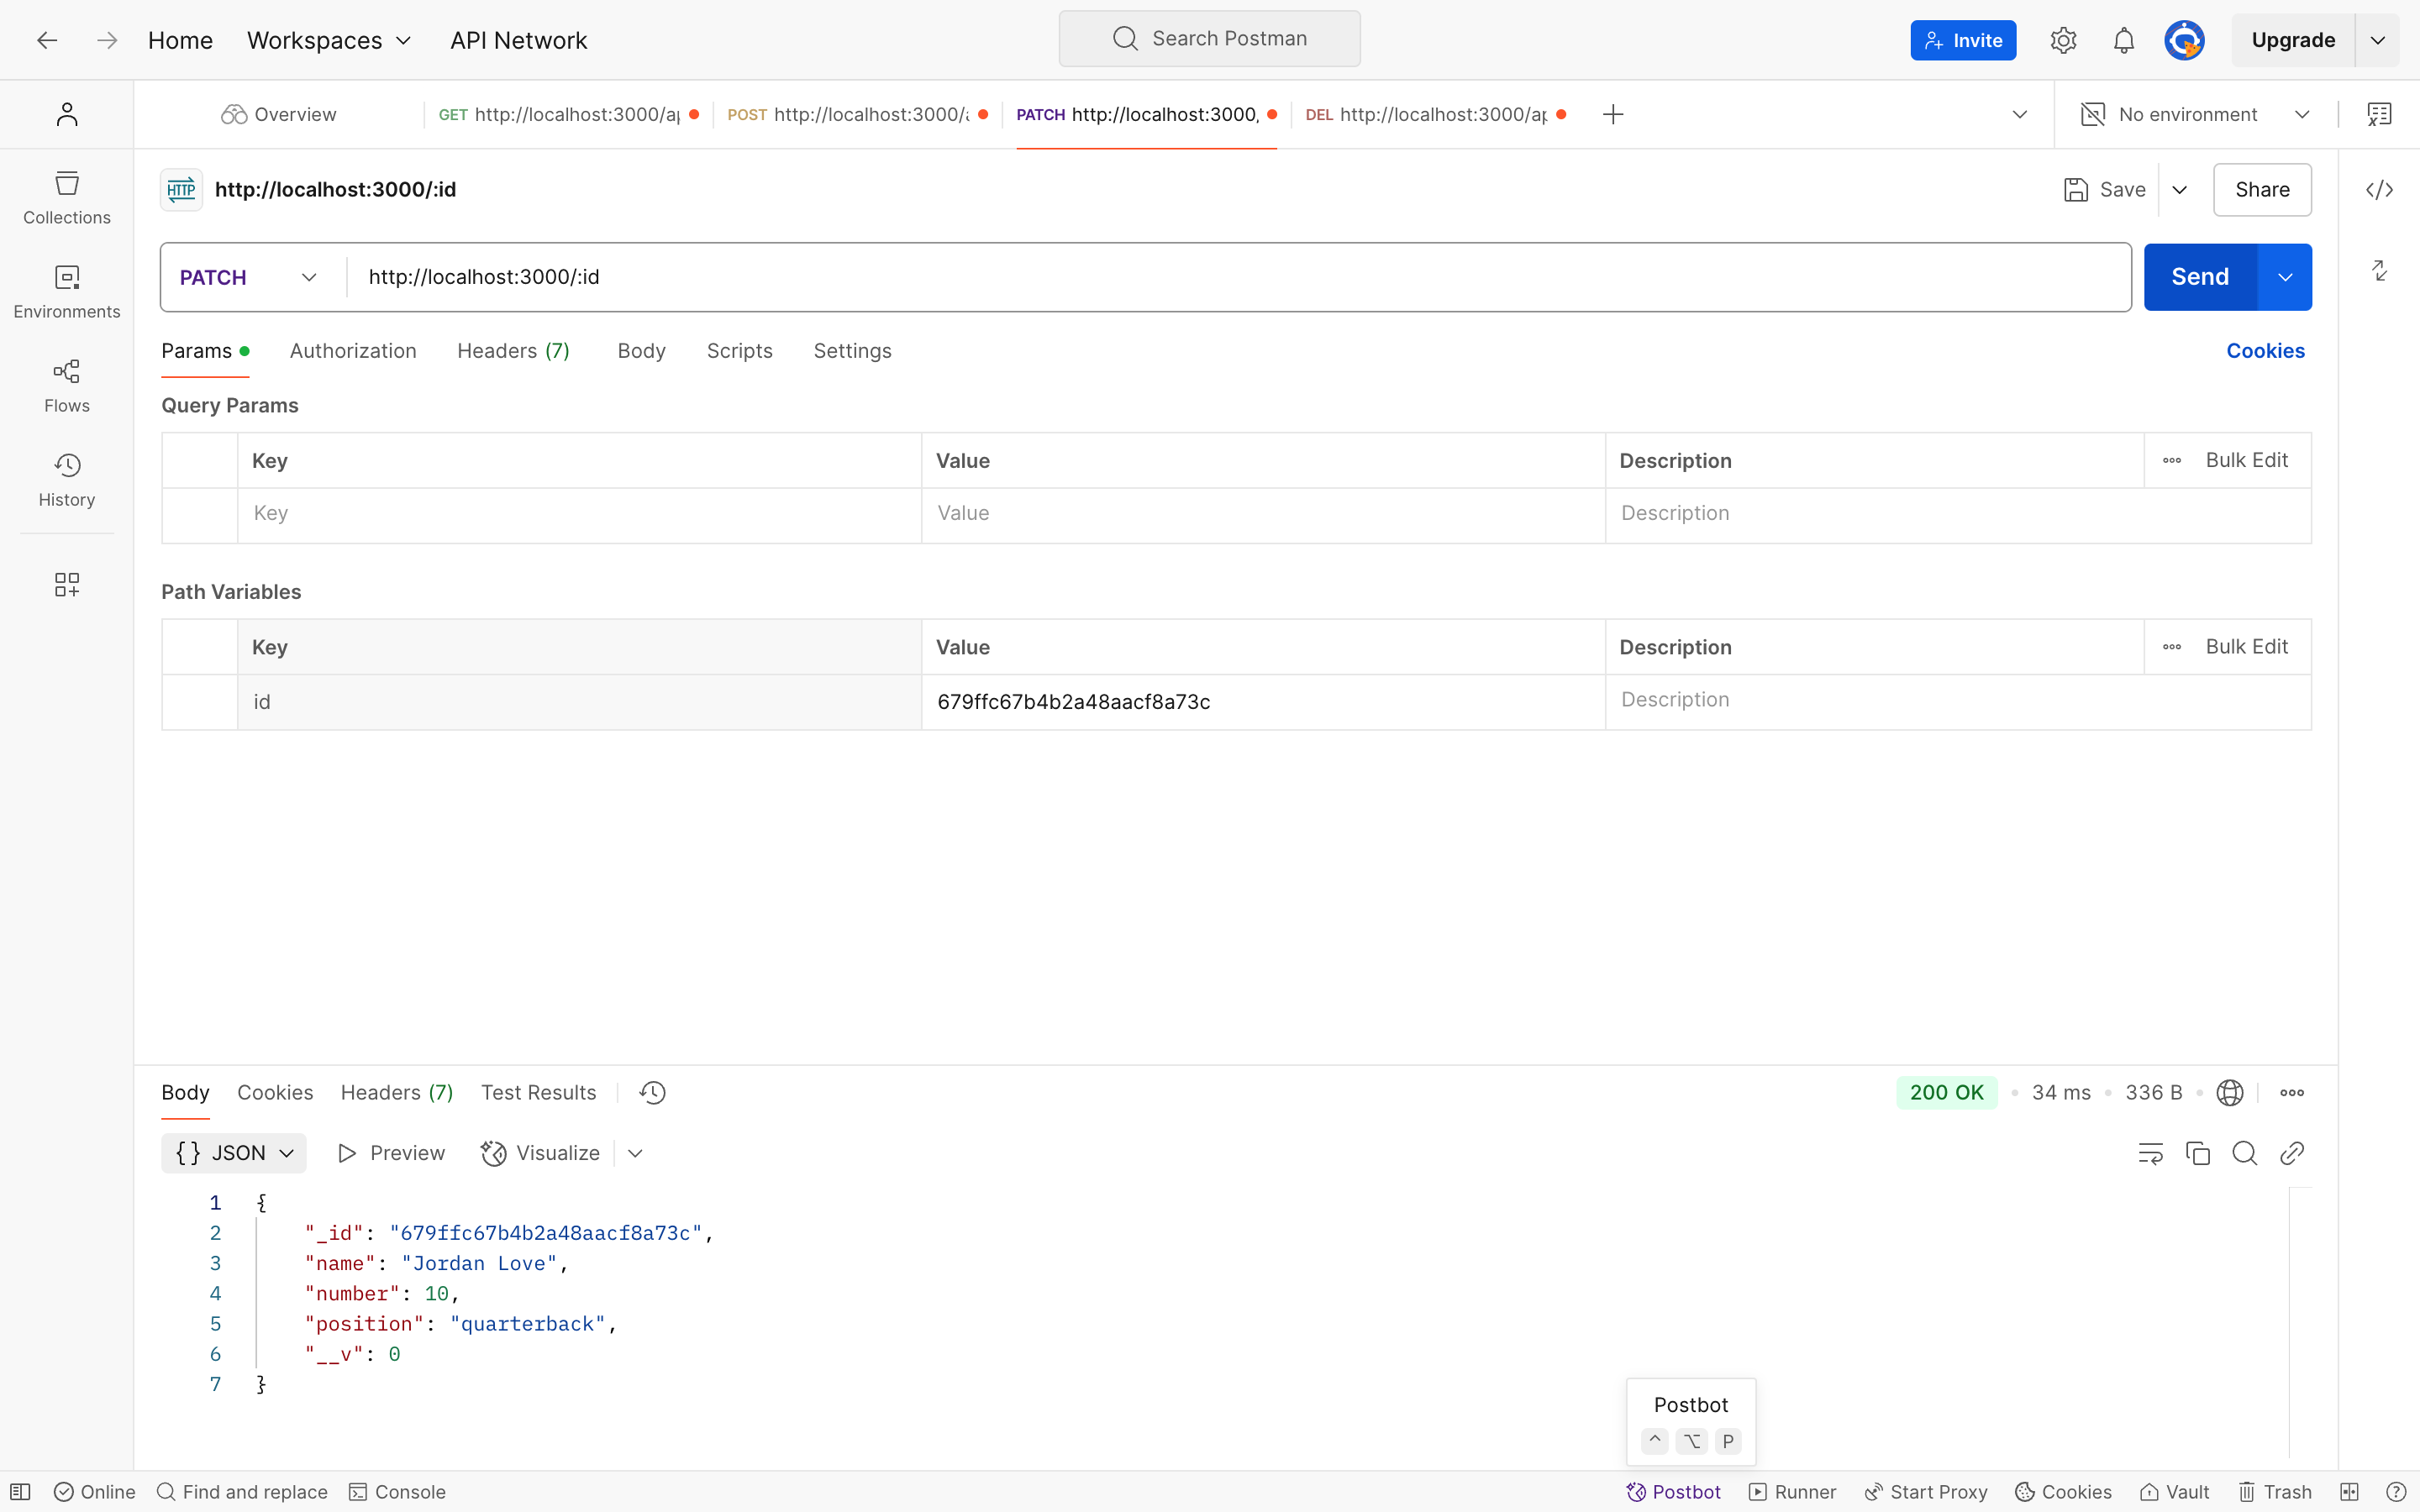 Home Workspaces API Network Search Postman Invite Upgrade
Overview GET http://localhost:3000/ap POST http://localhost:3000/a PATCH http://localhost:3000, DEL http://localhost:3000/ap No environment
HTTP http://localhost:3000/:id Save Share
Collections
PATCH http://localhost:3000/:id Send
Environments
Params Authorization Headers (7) Body Scripts Settings Cookies
Flows
Query Params
Key Value Description Bulk Edit
History
Key Value Description
Path Variables
Key Value Description Bulk Edit
id 679ffc67b4b2a48aacf8a73c Description
Body Cookies Headers (7) Test Results 200 OK 34 ms 336 B
{} JSON Preview Visualize
1 {
2 "_id": "679ffc67b4b2a48aacf8a73c",
3 "name": "Jordan Love",
4 "number": 10,
5 "position": "quarterback",
6 "__v": 0
7 }
Postbot
^ ⌥ P
Online Find and replace Console Postbot Runner Start Proxy Cookies Vault Trash